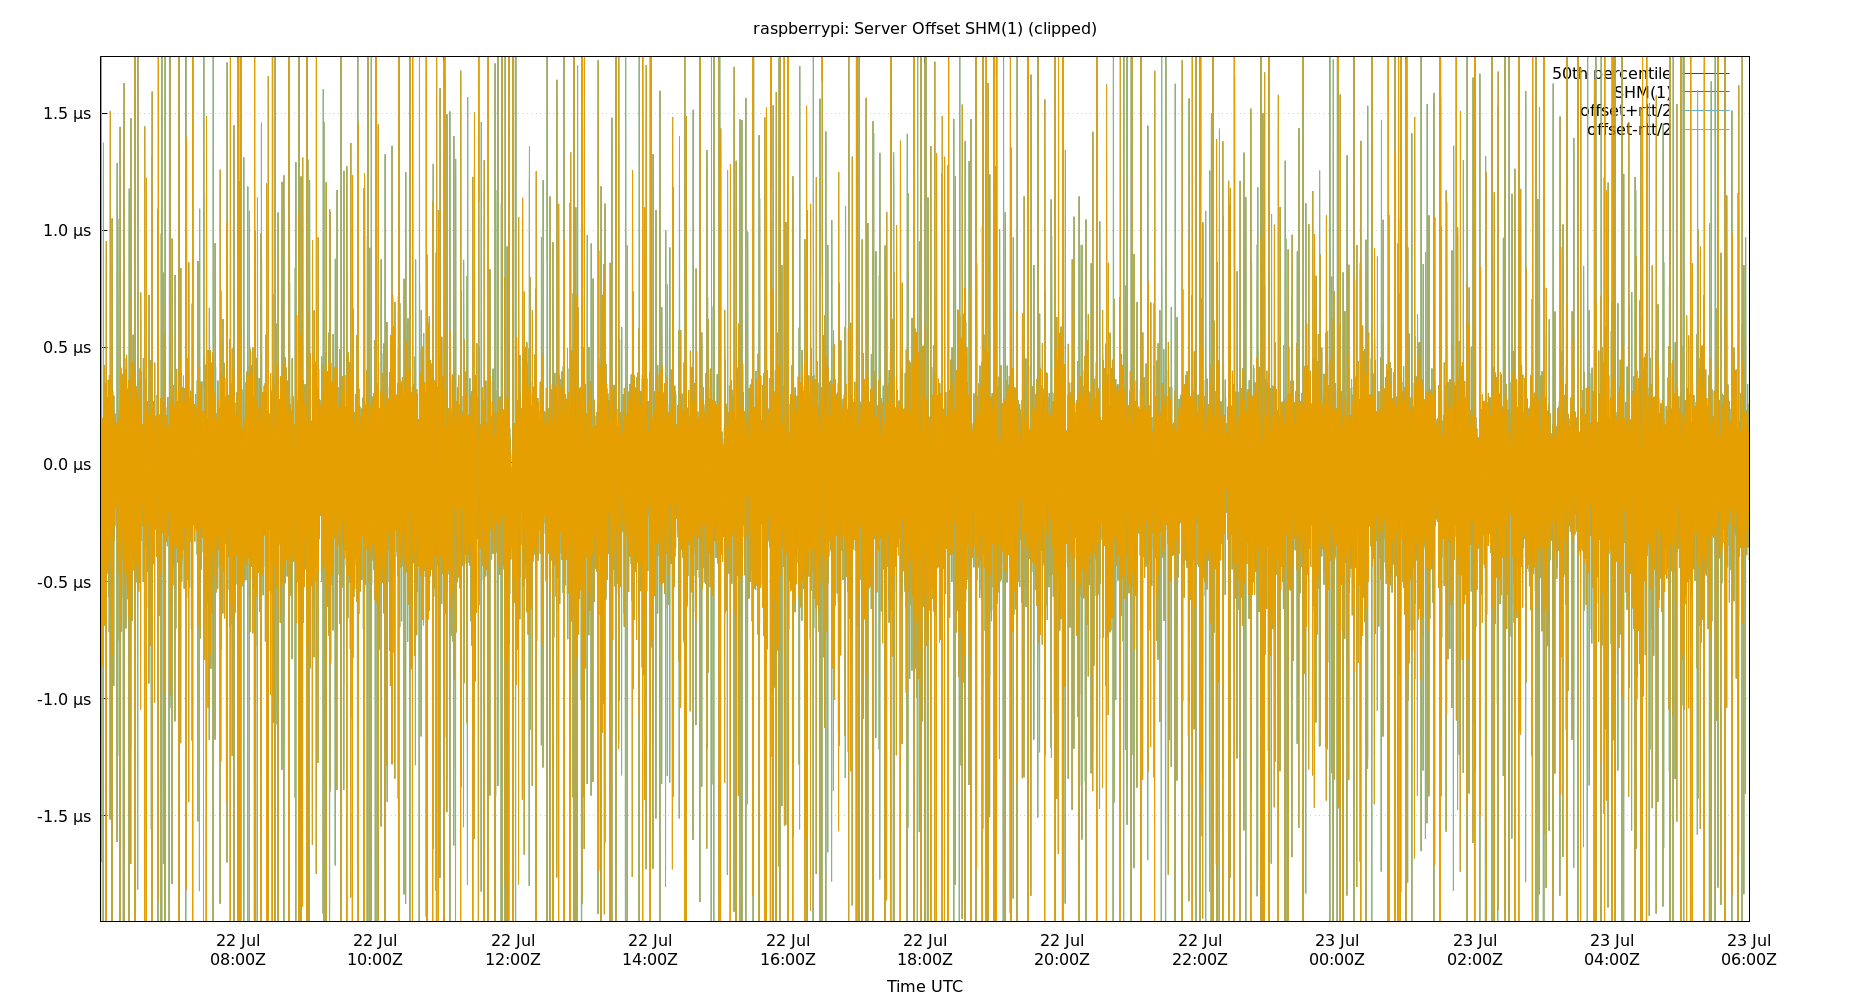 raspberrypi: Server Offset SHM(1) (clipped)
50th percentile
SHM(1)
offset+rtt/2
offset-rtt/2
1.5 µs
1.0 µs
0.5 µs
0.0 µs
-0.5 µs
-1.0 µs
-1.5 µs
22 Jul 22 Jul 22 Jul 22 Jul 22 Jul 22 Jul 22 Jul 22 Jul 23 Jul 23 Jul 23 Jul 23 Jul
08:00Z 10:00Z 12:00Z 14:00Z 16:00Z 18:00Z 20:00Z 22:00Z 00:00Z 02:00Z 04:00Z 06:00Z
Time UTC